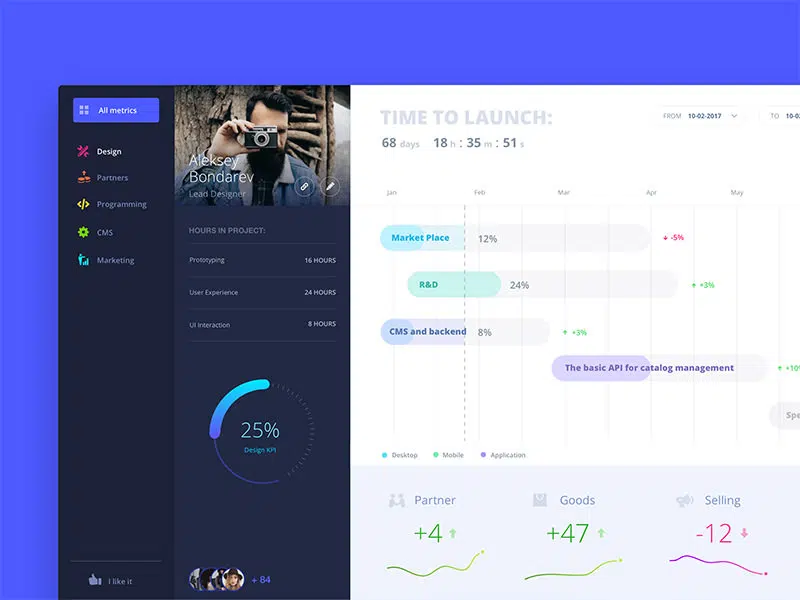 All metrics
Design
Partners
Programming
CMS
Marketing
I like it
Aleksey
Bondarev
Lead Designer
HOURS IN PROJECT:
Prototyping 16 HOURS
User Experience 24 HOURS
UI Interaction 8 HOURS
25%
Design KPI
+ 84
TIME TO LAUNCH:
FROM 10-02-2017 TO 10-0
68 days 18 h : 35 m : 51 s
Jan Feb Mar Apr May
Market Place 12% -5%
R&D 24% +3%
CMS and backend 8% +3%
The basic API for catalog management +10%
Spe
Desktop Mobile Application
Partner Goods Selling
+4 +47 -12